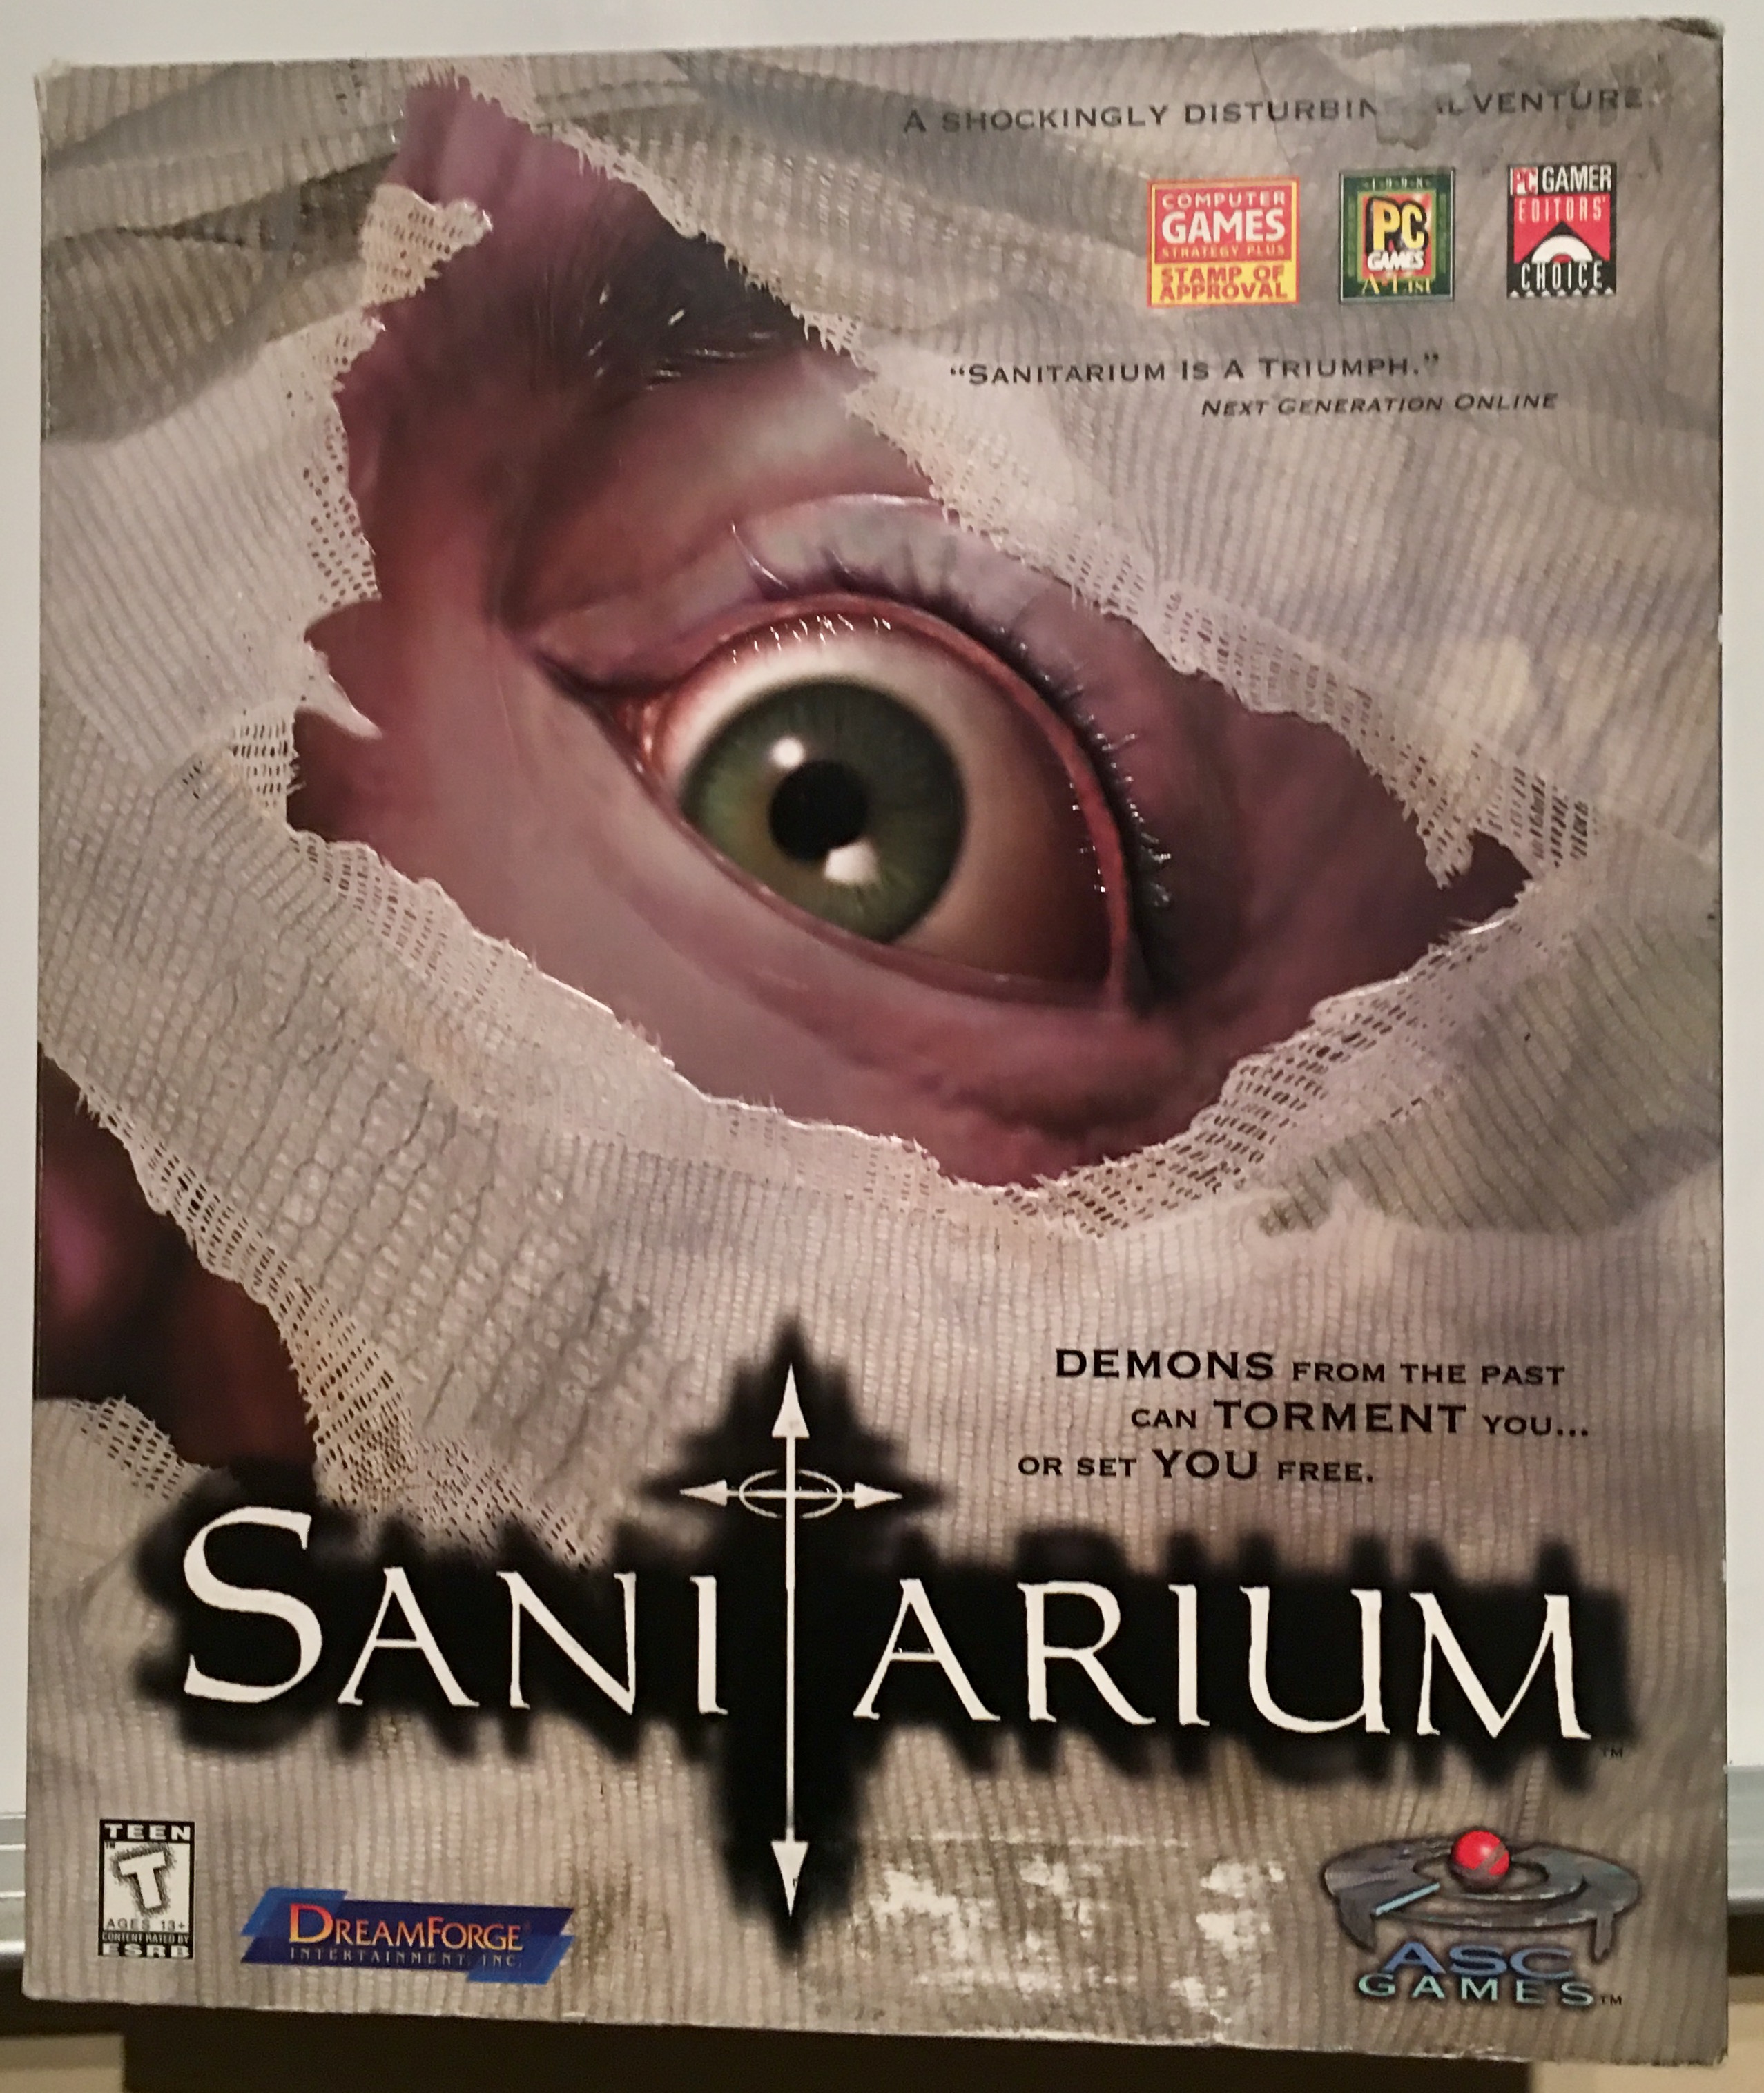 A SHOCKINGLY DISTURBIN VENTURE.
COMPUTER
GAMES
STRATEGY PLUS
STAMP OF
APPROVAL
1998
PC
GAMES
A-List
PC GAMER
EDITORS'
CHOICE
“SANITARIUM IS A TRIUMPH.”
NEXT GENERATION ONLINE
DEMONS FROM THE PAST
CAN TORMENT YOU...
OR SET YOU FREE.
SANITARIUM
TM
TEEN
T
AGES 13+
CONTENT RATED BY
ESRB
DREAMFORGE
INTERTAINMENT, INC.
ASC
GAMES TM